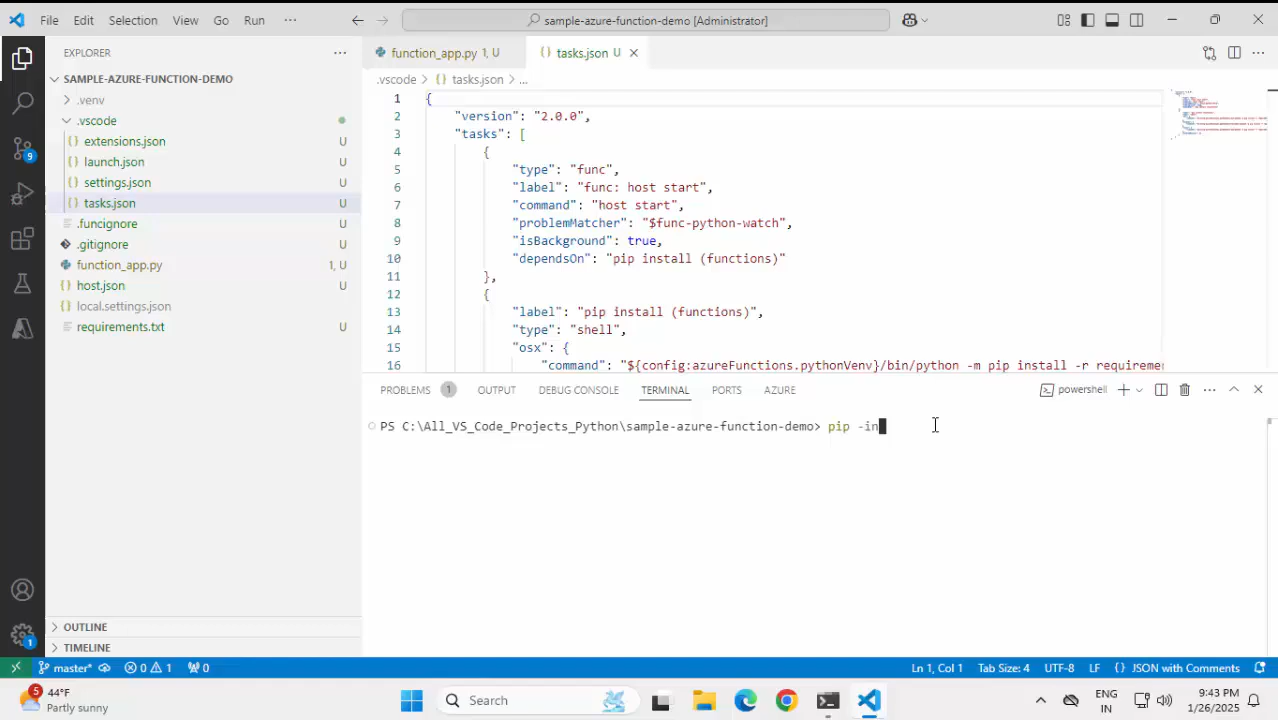 File Edit Selection View Go Run ··· sample-azure-function-demo [Administrator]
EXPLORER ···
SAMPLE-AZURE-FUNCTION-DEMO
.venv
.vscode
{} extensions.json U
{} launch.json U
{} settings.json U
{} tasks.json U
.funcignore U
.gitignore U
function_app.py 1, U
{} host.json U
{} local.settings.json
requirements.txt U
OUTLINE
TIMELINE
9
1
function_app.py 1, U {} tasks.json U
.vscode > {} tasks.json > ...
1 {
2 "version": "2.0.0",
3 "tasks": [
4 {
5 "type": "func",
6 "label": "func: host start",
7 "command": "host start",
8 "problemMatcher": "$func-python-watch",
9 "isBackground": true,
10 "dependsOn": "pip install (functions)"
11 },
12 {
13 "label": "pip install (functions)",
14 "type": "shell",
15 "osx": {
16 "command": "${config:azureFunctions.pythonVenv}/bin/python -m pip install -r requireme
PROBLEMS 1 OUTPUT DEBUG CONSOLE TERMINAL PORTS AZURE powershell
PS C:\All_VS_Code_Projects_Python\sample-azure-function-demo> pip -in
master* 0 1 0 Ln 1, Col 1 Tab Size: 4 UTF-8 LF {} JSON with Comments
5 44°F
Partly sunny
Search
ENG
IN
9:43 PM
1/26/2025